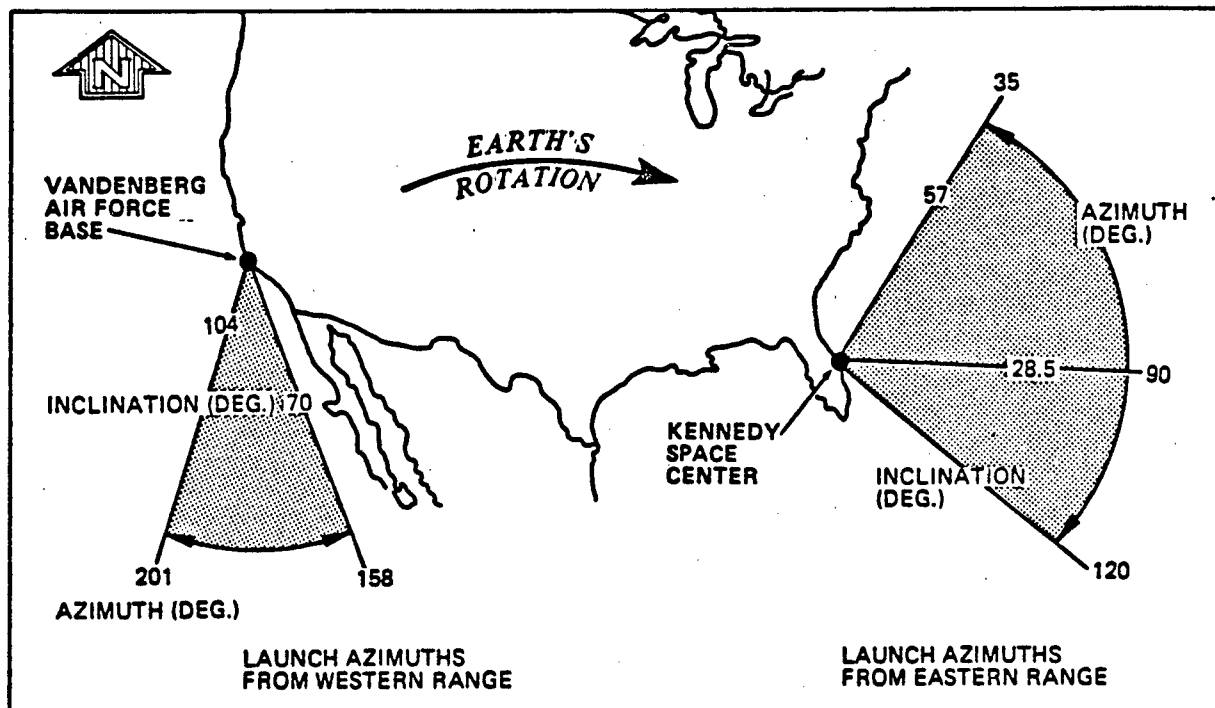 N
35
EARTH'S
ROTATION
VANDENBERG
AIR FORCE
BASE
57
AZIMUTH
(DEG.)
104
INCLINATION (DEG.) 70
28.5
90
KENNEDY
SPACE
CENTER
INCLINATION
(DEG.)
201
158
120
AZIMUTH (DEG.)
LAUNCH AZIMUTHS
FROM WESTERN RANGE
LAUNCH AZIMUTHS
FROM EASTERN RANGE